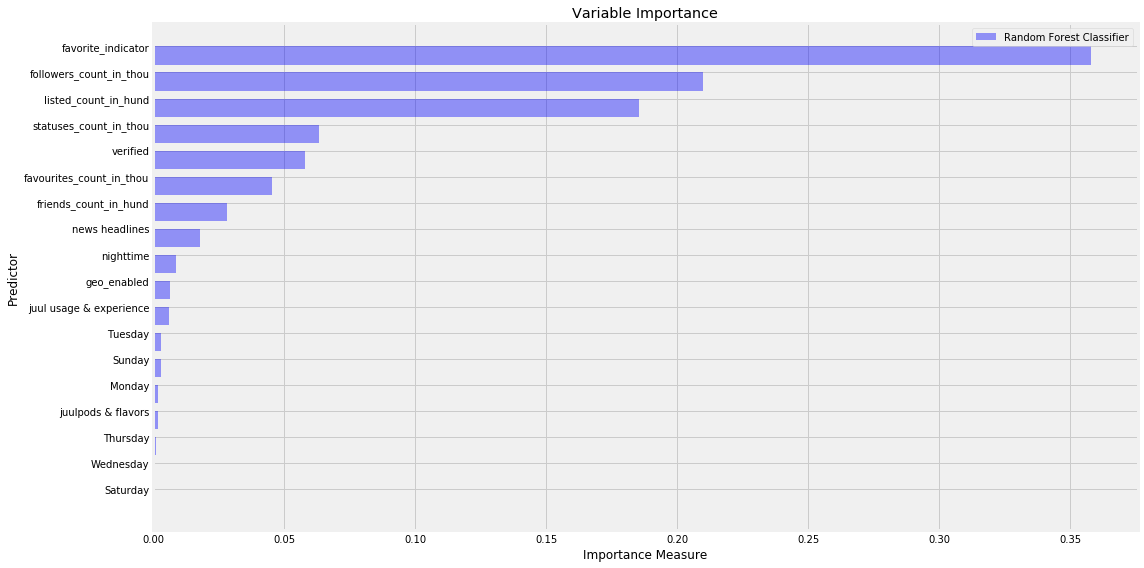 Variable Importance
Random Forest Classifier
Predictor
favorite_indicator
followers_count_in_thou
listed_count_in_hund
statuses_count_in_thou
verified
favourites_count_in_thou
friends_count_in_hund
news headlines
nighttime
geo_enabled
juul usage & experience
Tuesday
Sunday
Monday
juulpods & flavors
Thursday
Wednesday
Saturday
0.00 0.05 0.10 0.15 0.20 0.25 0.30 0.35
Importance Measure